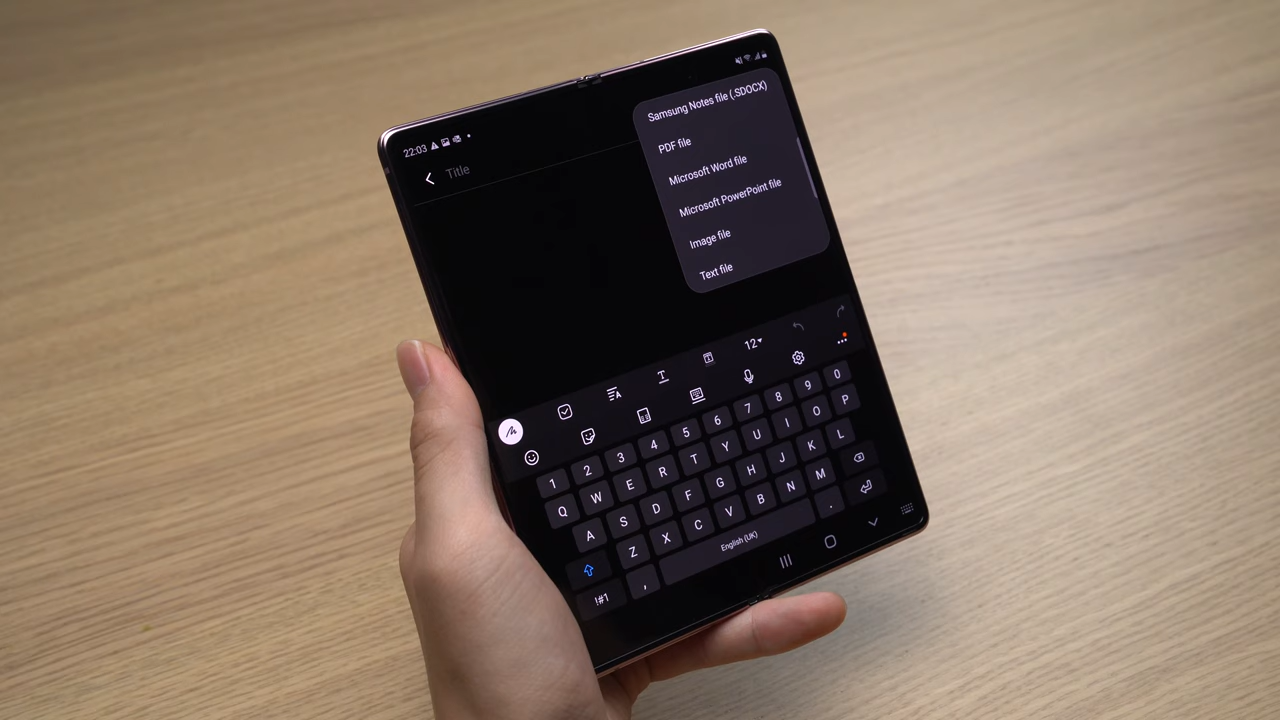 22:03
Title
Samsung Notes file (.SDOCX)
PDF file
Microsoft Word file
Microsoft PowerPoint file
Image file
Text file
12
1 2 3 4 5 6 7 8 9 0
Q W E R T Y U I O P
A S D F G H J K L
Z X C V B N M
!#1 , English (UK) .